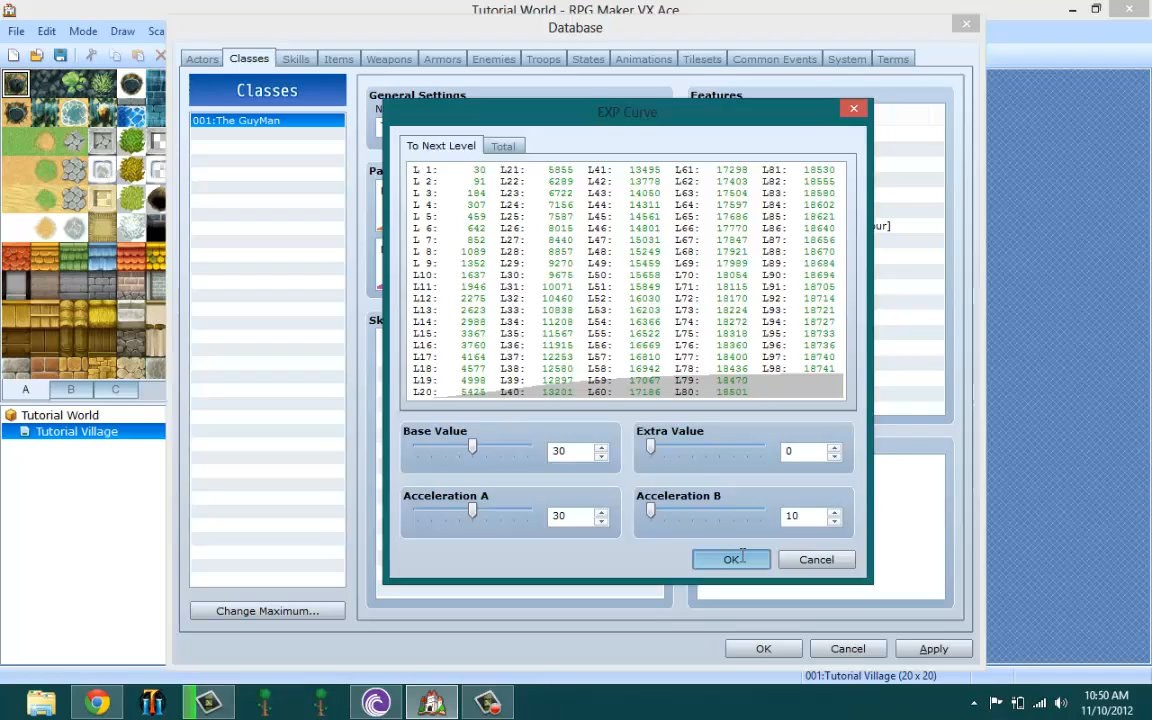 Tutorial World - RPG Maker VX Ace
File Edit Mode Draw Sca
Database
Actors Classes Skills Items Weapons Armors Enemies Troops States Animations Tilesets Common Events System Terms
Classes
001:The GuyMan
General Settings
Features
EXP Curve
To Next Level Total
L 1: 30 L21: 5855 L41: 13495 L61: 17298 L81: 18530
L 2: 91 L22: 6289 L42: 13778 L62: 17403 L82: 18555
L 3: 184 L23: 6722 L43: 14050 L63: 17504 L83: 18580
L 4: 307 L24: 7156 L44: 14311 L64: 17597 L84: 18602
L 5: 459 L25: 7587 L45: 14561 L65: 17686 L85: 18621
L 6: 642 L26: 8015 L46: 14801 L66: 17770 L86: 18640
L 7: 852 L27: 8440 L47: 15031 L67: 17847 L87: 18656
L 8: 1089 L28: 8857 L48: 15249 L68: 17921 L88: 18670
L 9: 1352 L29: 9270 L49: 15459 L69: 17989 L89: 18684
L10: 1637 L30: 9675 L50: 15658 L70: 18054 L90: 18694
L11: 1946 L31: 10071 L51: 15849 L71: 18115 L91: 18705
L12: 2275 L32: 10460 L52: 16030 L72: 18170 L92: 18714
L13: 2623 L33: 10838 L53: 16203 L73: 18224 L93: 18721
L14: 2988 L34: 11208 L54: 16366 L74: 18272 L94: 18727
L15: 3367 L35: 11567 L55: 16522 L75: 18318 L95: 18733
L16: 3760 L36: 11915 L56: 16669 L76: 18360 L96: 18736
L17: 4164 L37: 12253 L57: 16810 L77: 18400 L97: 18740
L18: 4577 L38: 12580 L58: 16942 L78: 18436 L98: 18741
L19: 4998 L39: 12897 L59: 17067 L79: 18470
L20: 5425 L40: 13201 L60: 17186 L80: 18501
Base Value
30
Extra Value
0
Acceleration A
30
Acceleration B
10
OK Cancel
A B C
Tutorial World
Tutorial Village
Change Maximum...
OK Cancel Apply
001:Tutorial Village (20 x 20)
10:50 AM
11/10/2012